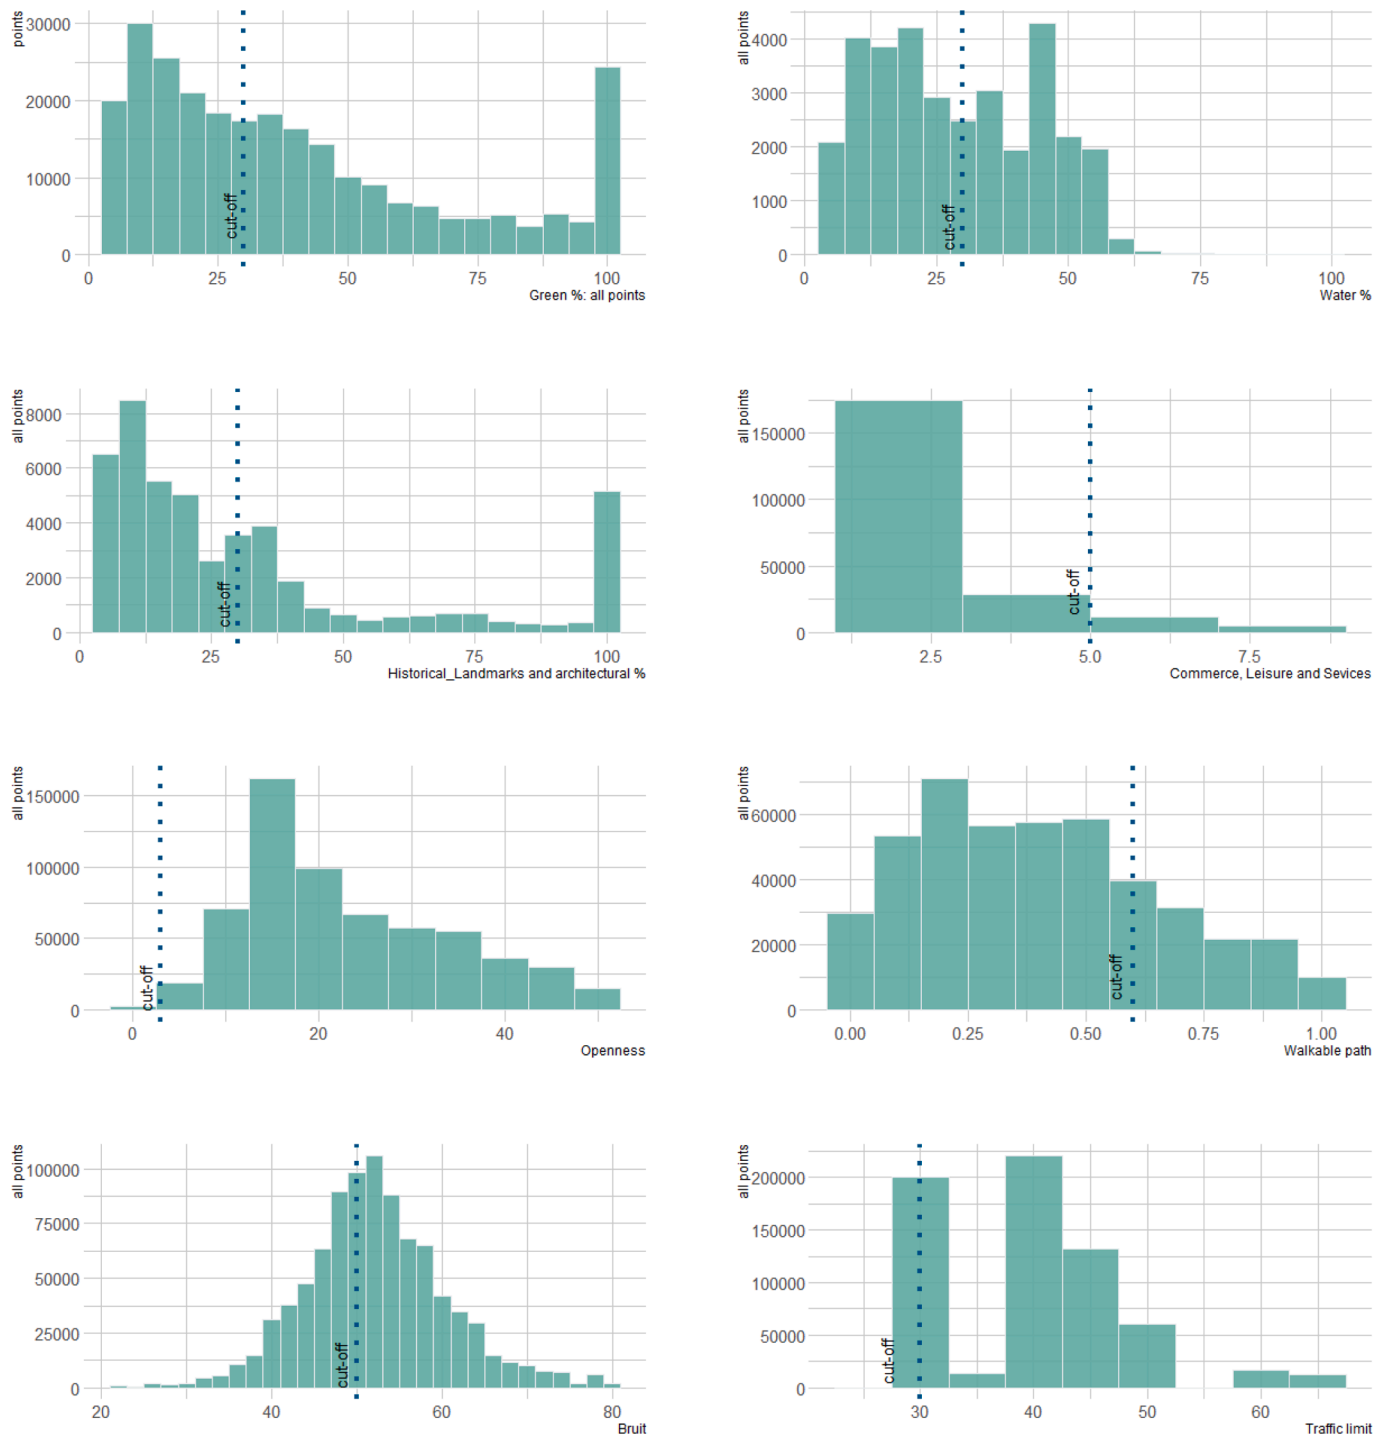 points
30000
20000
10000
0
cut-off
0 25 50 75 100
Green %: all points
all points
4000
3000
2000
1000
0
cut-off
0 25 50 75 100
Water %
all points
8000
6000
4000
2000
0
cut-off
0 25 50 75 100
Historical_Landmarks and architectural %
all points
150000
100000
50000
0
cut-off
2.5 5.0 7.5
Commerce, Leisure and Sevices
all points
150000
100000
50000
0
cut-off
0 20 40
Openness
all points
60000
40000
20000
0
cut-off
0.00 0.25 0.50 0.75 1.00
Walkable path
all points
100000
75000
50000
25000
0
cut-off
20 40 60 80
Bruit
all points
200000
150000
100000
50000
0
cut-off
30 40 50 60
Traffic limit